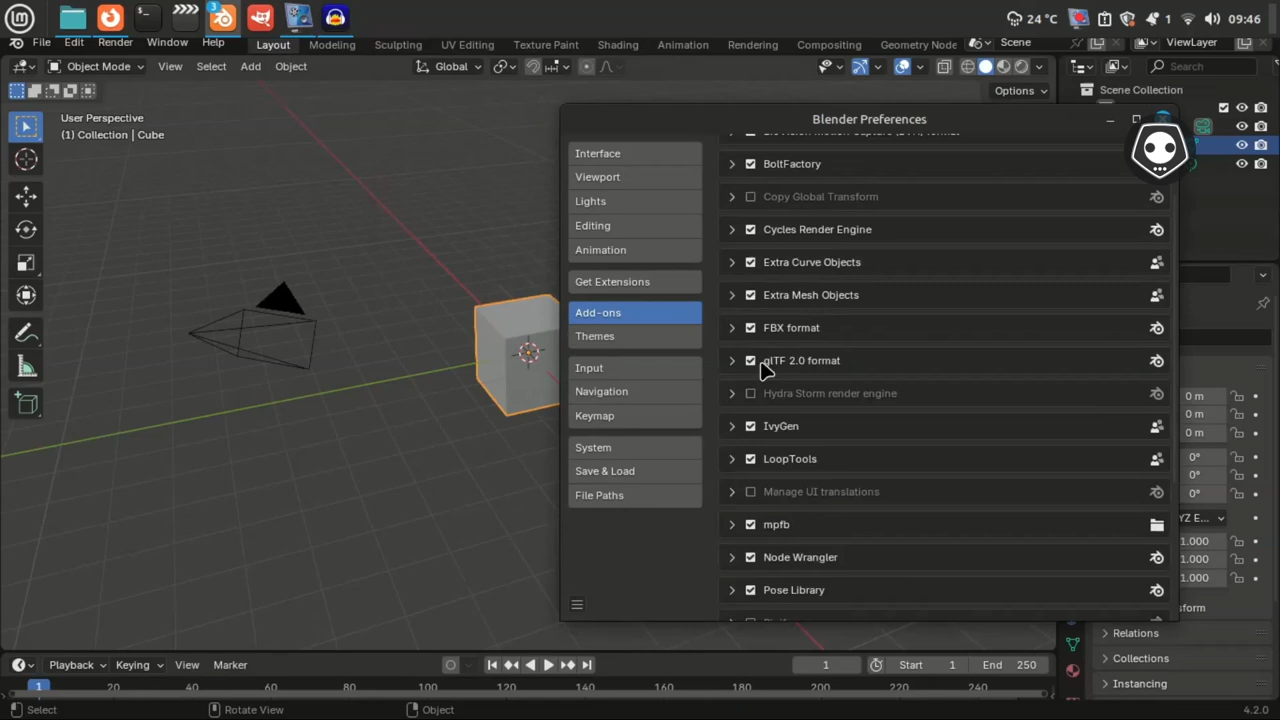 3
24 °C
1
09:46
File Edit Render Window Help
Layout Modeling Sculpting UV Editing Texture Paint Shading Animation Rendering Compositing Geometry Node
Scene
ViewLayer
Object Mode View Select Add Object
Global
Search
Options
User Perspective
(1) Collection | Cube
Scene Collection
Blender Preferences
Interface
Viewport
Lights
Editing
Animation
Get Extensions
Add-ons
Themes
Input
Navigation
Keymap
System
Save & Load
File Paths
BoltFactory
Copy Global Transform
Cycles Render Engine
Extra Curve Objects
Extra Mesh Objects
FBX format
glTF 2.0 format
Hydra Storm render engine
IvyGen
LoopTools
Manage UI translations
mpfb
Node Wrangler
Pose Library
0 m
0 m
0 m
0°
0°
0°
YZ E...
1.000
1.000
1.000
Relations
Collections
Instancing
Playback Keying View Marker
1
Start 1
End 250
1 20 40 60 80 100 120 140 160 180 200 220 240
Select Rotate View Object
4.2.0